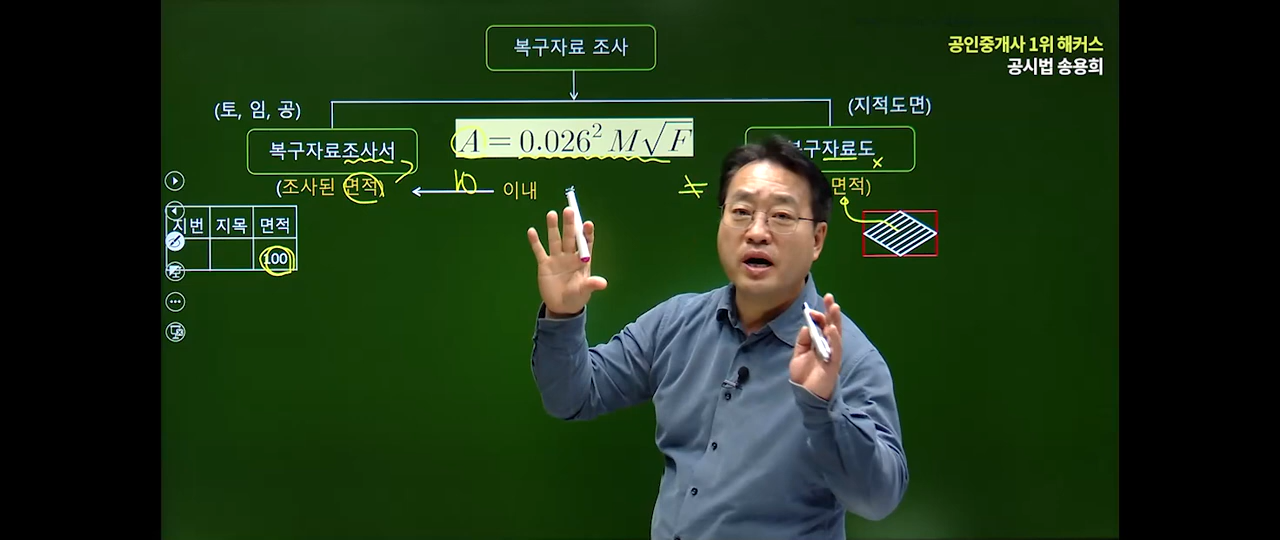 복구자료 조사
공인중개사 1위 해커스
공시법 송용희
(토, 임, 공)
(지적도면)
복구자료조사서
A = 0.026² M√F
복구자료도
(조사된 면적)
10
이내
≠
면적)
지번 지목 면적
100